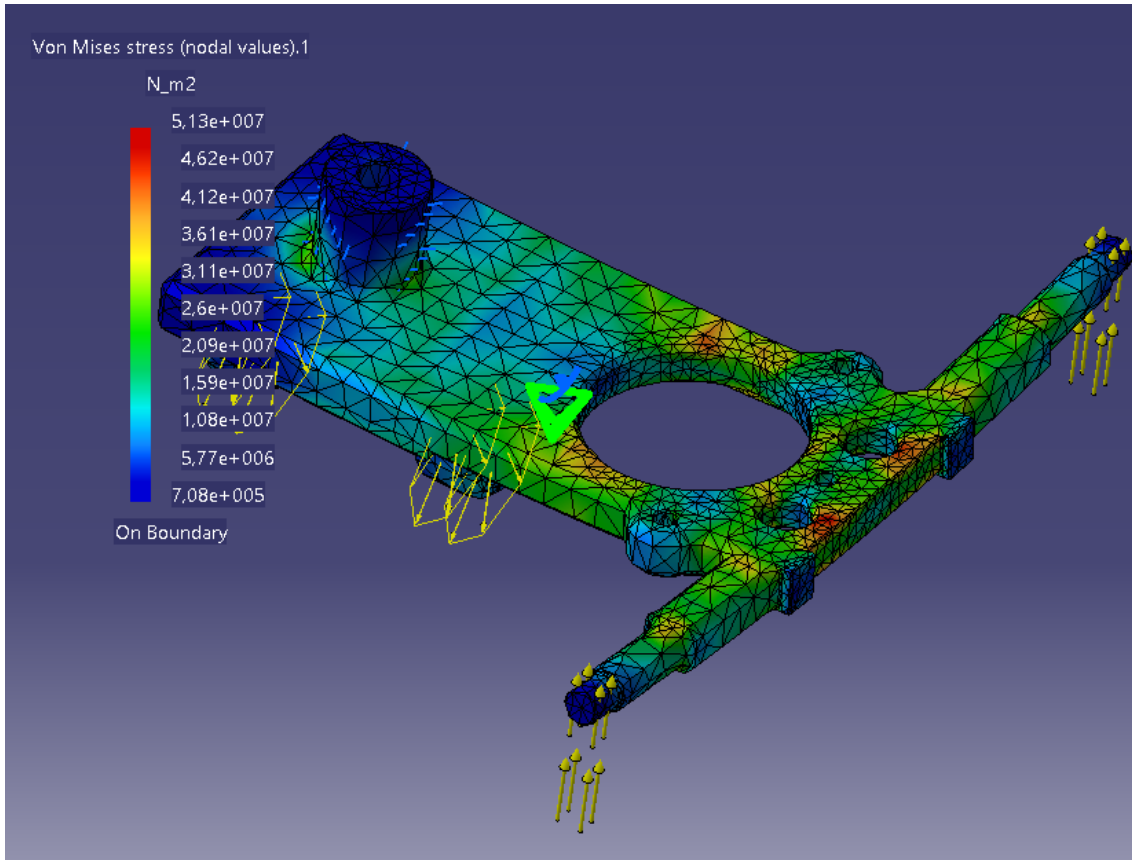 Von Mises stress (nodal values).1
N_m2
5,13e+007
4,62e+007
4,12e+007
3,61e+007
3,11e+007
2,6e+007
2,09e+007
1,59e+007
1,08e+007
5,77e+006
7,08e+005
On Boundary